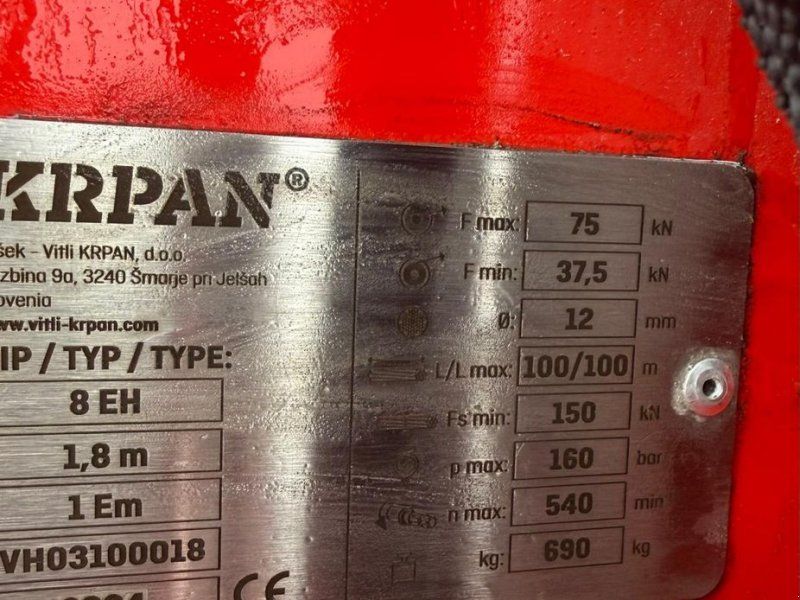 KRPAN®
šek - Vitli KRPAN, d.o.o.
zbina 9a, 3240 Šmarje pri Jelšah
ovenia
www.vitli-krpan.com
IP / TYP / TYPE:
8 EH
1,8 m
1 Em
VH03100018
CE
F max: 75 kN
F min: 37,5 kN
Ø: 12 mm
L/L max: 100/100 m
Fs min: 150 kN
p max: 160 bar
n max: 540 min
kg: 690 kg